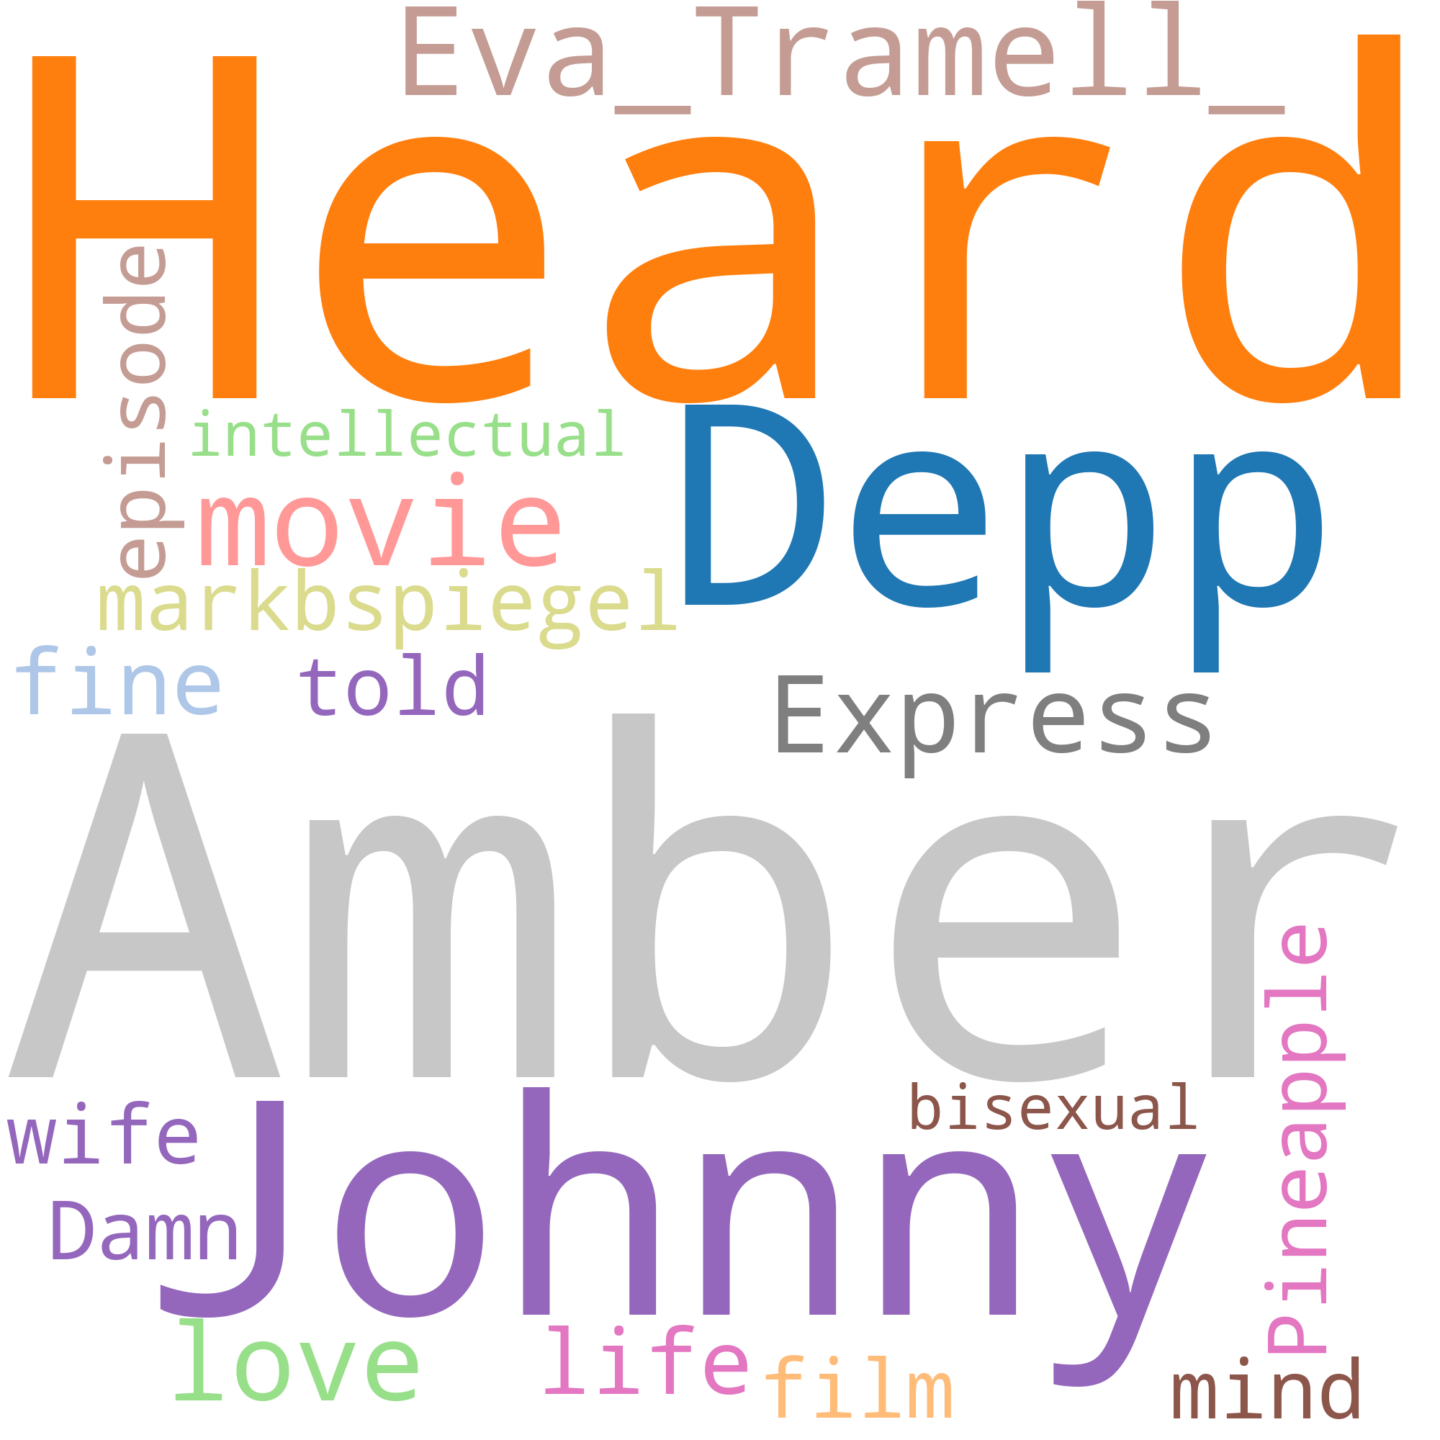 Eva_Tramell_
Heard
episode
intellectual
Depp
movie
markbspiegel
fine
told
Express
Amber
Pineapple
bisexual
wife
Johnny
Damn
love
life
film
mind